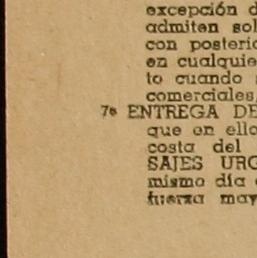 excepción d
admiten sol
con posterio
en cualquie
to cuando
comerciales,
7º ENTREGA DE
que en ello
costa del
SAJES URG
mismo día
fuerza may